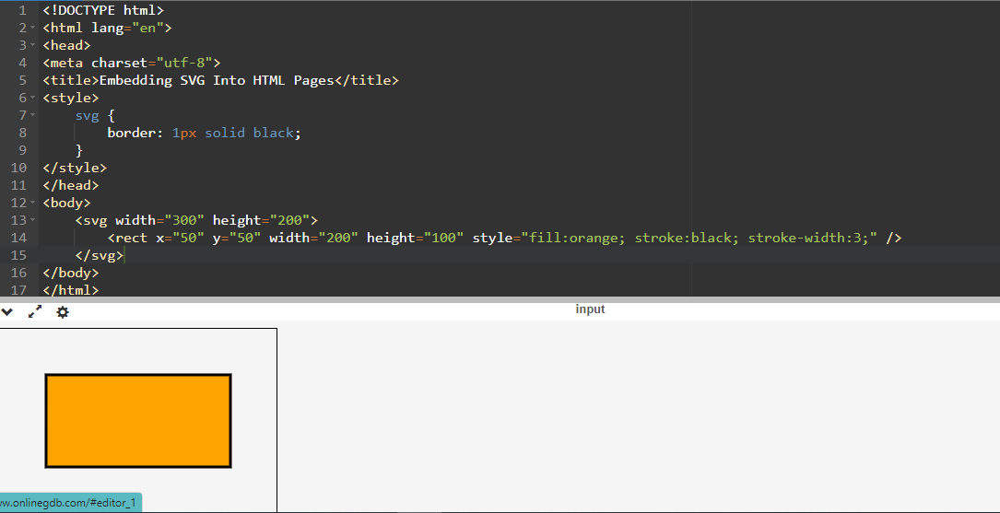 1 <!DOCTYPE html>
2 <html lang="en">
3 <head>
4 <meta charset="utf-8">
5 <title>Embedding SVG Into HTML Pages</title>
6 <style>
7     svg {
8         border: 1px solid black;
9     }
10 </style>
11 </head>
12 <body>
13     <svg width="300" height="200">
14         <rect x="50" y="50" width="200" height="100" style="fill:orange; stroke:black; stroke-width:3;" />
15     </svg>
16 </body>
17 </html>
input
ww.onlinegdb.com/#editor_1